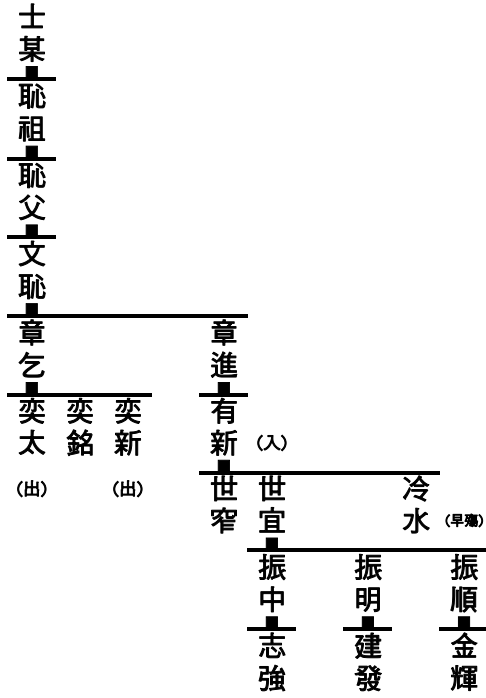 士某
恥祖
恥父
文恥
章乞 章進
奕太（出） 奕銘 奕新（出） 有新（入）
世窄 世宜 冷水（早殤）
振中 振明 振順
志強 建發 金輝